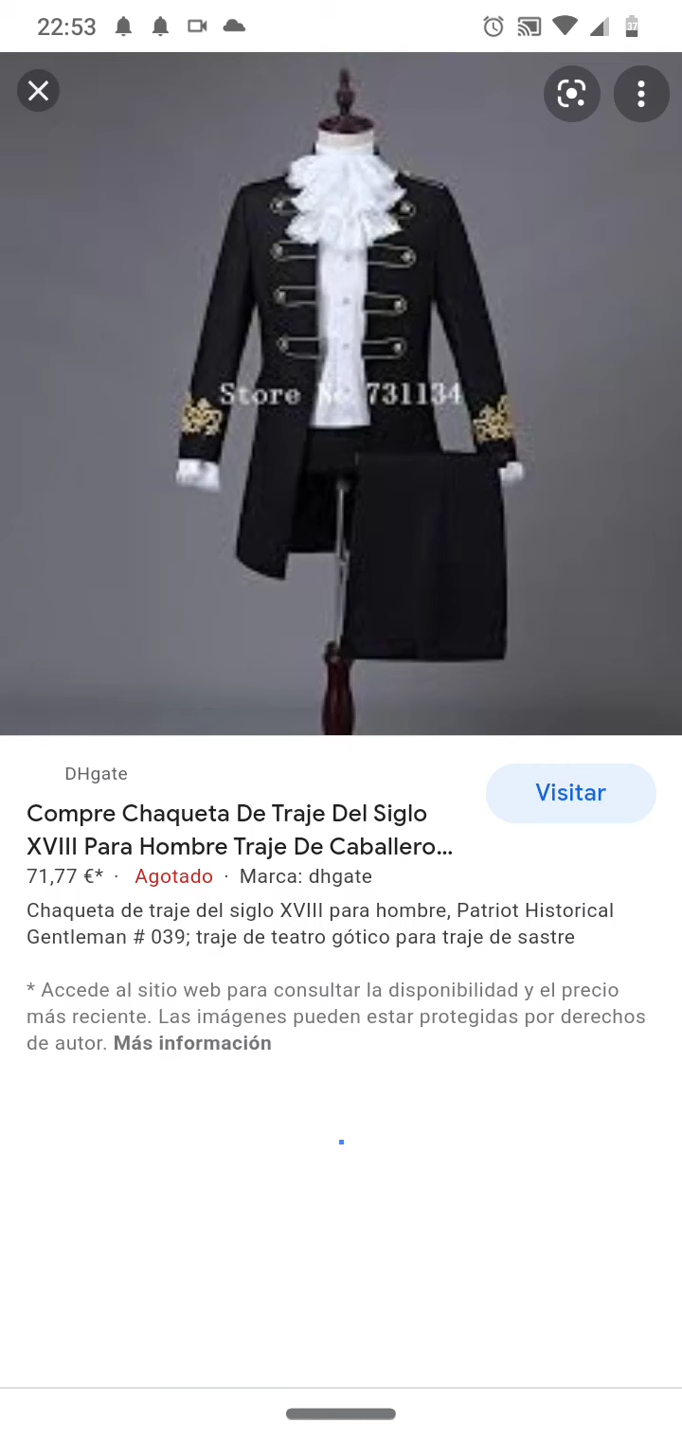 22:53
37
Store No 731134
DHgate
Visitar
Compre Chaqueta De Traje Del Siglo
XVIII Para Hombre Traje De Caballero...
71,77 €* · Agotado · Marca: dhgate
Chaqueta de traje del siglo XVIII para hombre, Patriot Historical
Gentleman # 039; traje de teatro gótico para traje de sastre
* Accede al sitio web para consultar la disponibilidad y el precio
más reciente. Las imágenes pueden estar protegidas por derechos
de autor. Más información